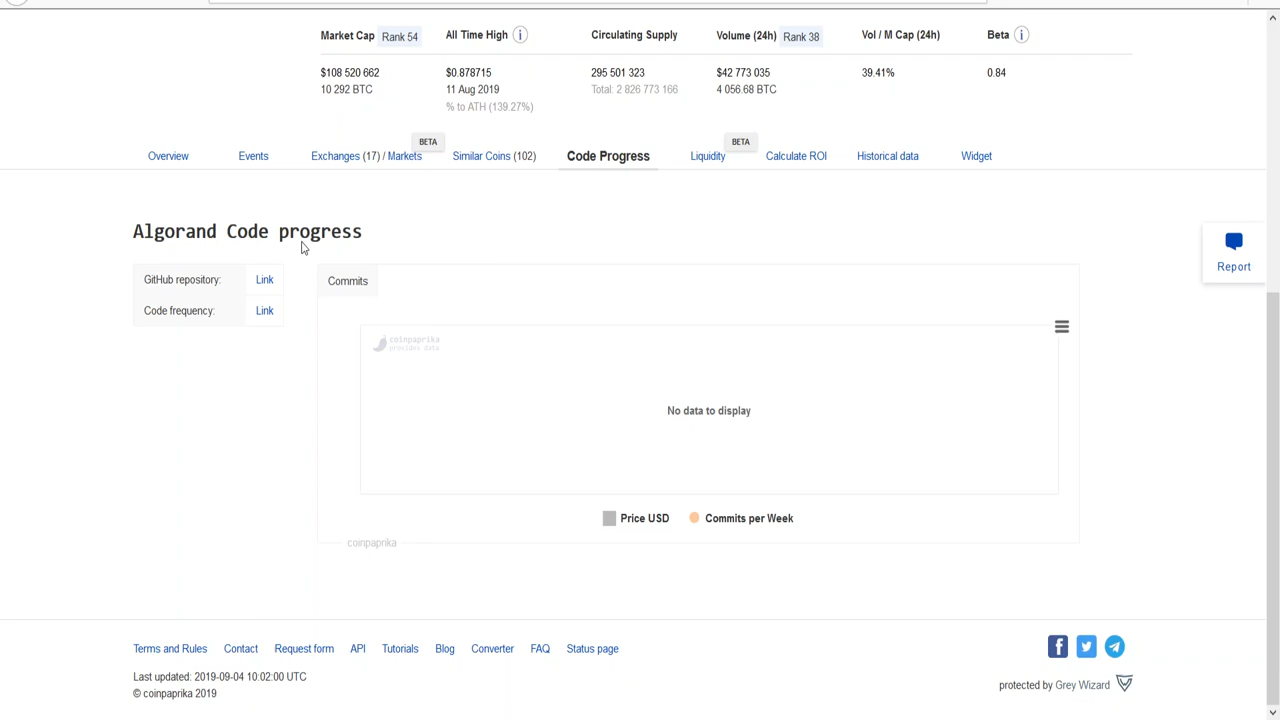 Market Cap Rank 54 All Time High i Circulating Supply Volume (24h) Rank 38 Vol / M Cap (24h) Beta i
$108 520 662 $0.878715 295 501 323 $42 773 035 39.41% 0.84
10 292 BTC 11 Aug 2019 Total: 2 826 773 166 4 056.68 BTC
% to ATH (139.27%)
BETA BETA
Overview Events Exchanges (17) / Markets Similar Coins (102) Code Progress Liquidity Calculate ROI Historical data Widget
Algorand Code progress
Report
GitHub repository: Link
Code frequency: Link
Commits
coinpaprika
provides data
No data to display
Price USD Commits per Week
coinpaprika
Terms and Rules Contact Request form API Tutorials Blog Converter FAQ Status page
Last updated: 2019-09-04 10:02:00 UTC
© coinpaprika 2019
protected by Grey Wizard